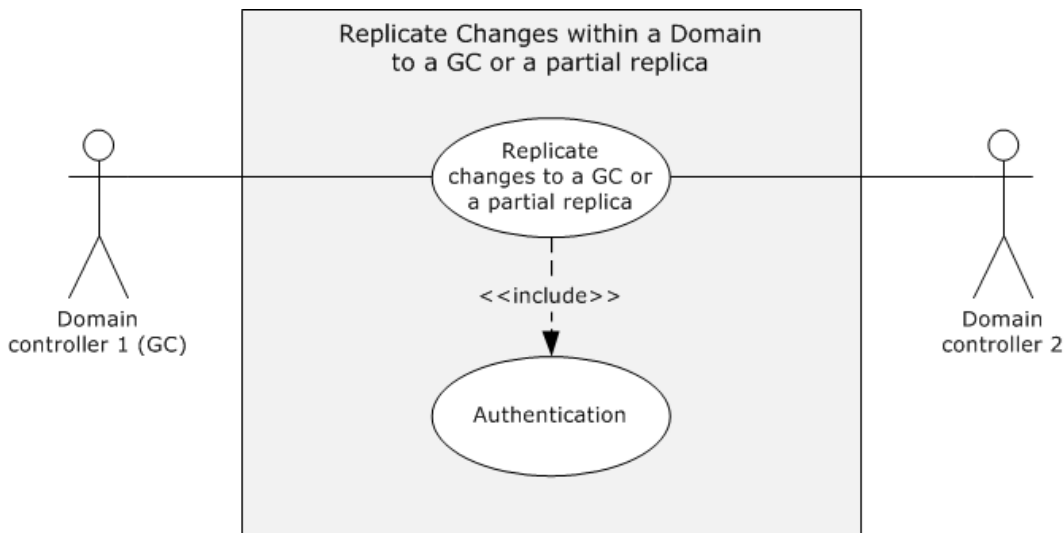 Replicate Changes within a Domain
to a GC or a partial replica
Replicate
changes to a GC or
a partial replica
<<include>>
Domain
controller 1 (GC)
Domain
controller 2
Authentication